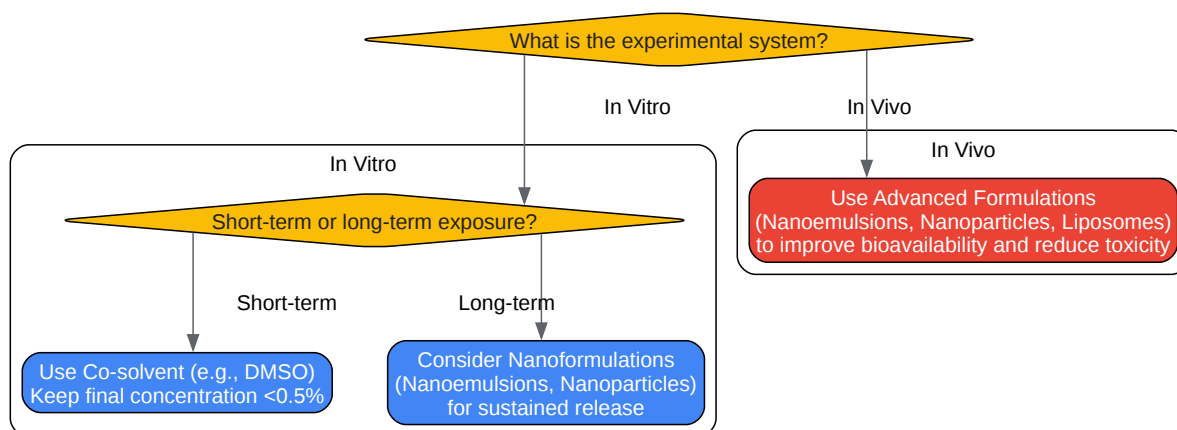 What is the experimental system?
In Vitro
In Vivo
In Vitro
In Vivo
Short-term or long-term exposure?
Use Advanced Formulations
(Nanoemulsions, Nanoparticles, Liposomes)
to improve bioavailability and reduce toxicity
Short-term
Long-term
Use Co-solvent (e.g., DMSO)
Keep final concentration <0.5%
Consider Nanoformulations
(Nanoemulsions, Nanoparticles)
for sustained release